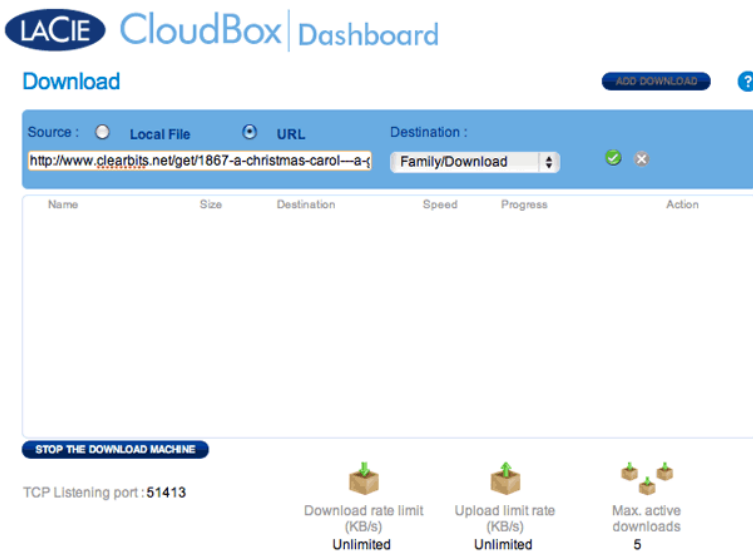 LACIE CloudBox Dashboard
Download ADD DOWNLOAD ?
Source : Local File URL Destination :
http://www.clearbits.net/get/1867-a-christmas-carol---a-g Family/Download
Name Size Destination Speed Progress Action
STOP THE DOWNLOAD MACHINE
TCP Listening port : 51413
Download rate limit Upload limit rate Max. active
(KB/s) (KB/s) downloads
Unlimited Unlimited 5